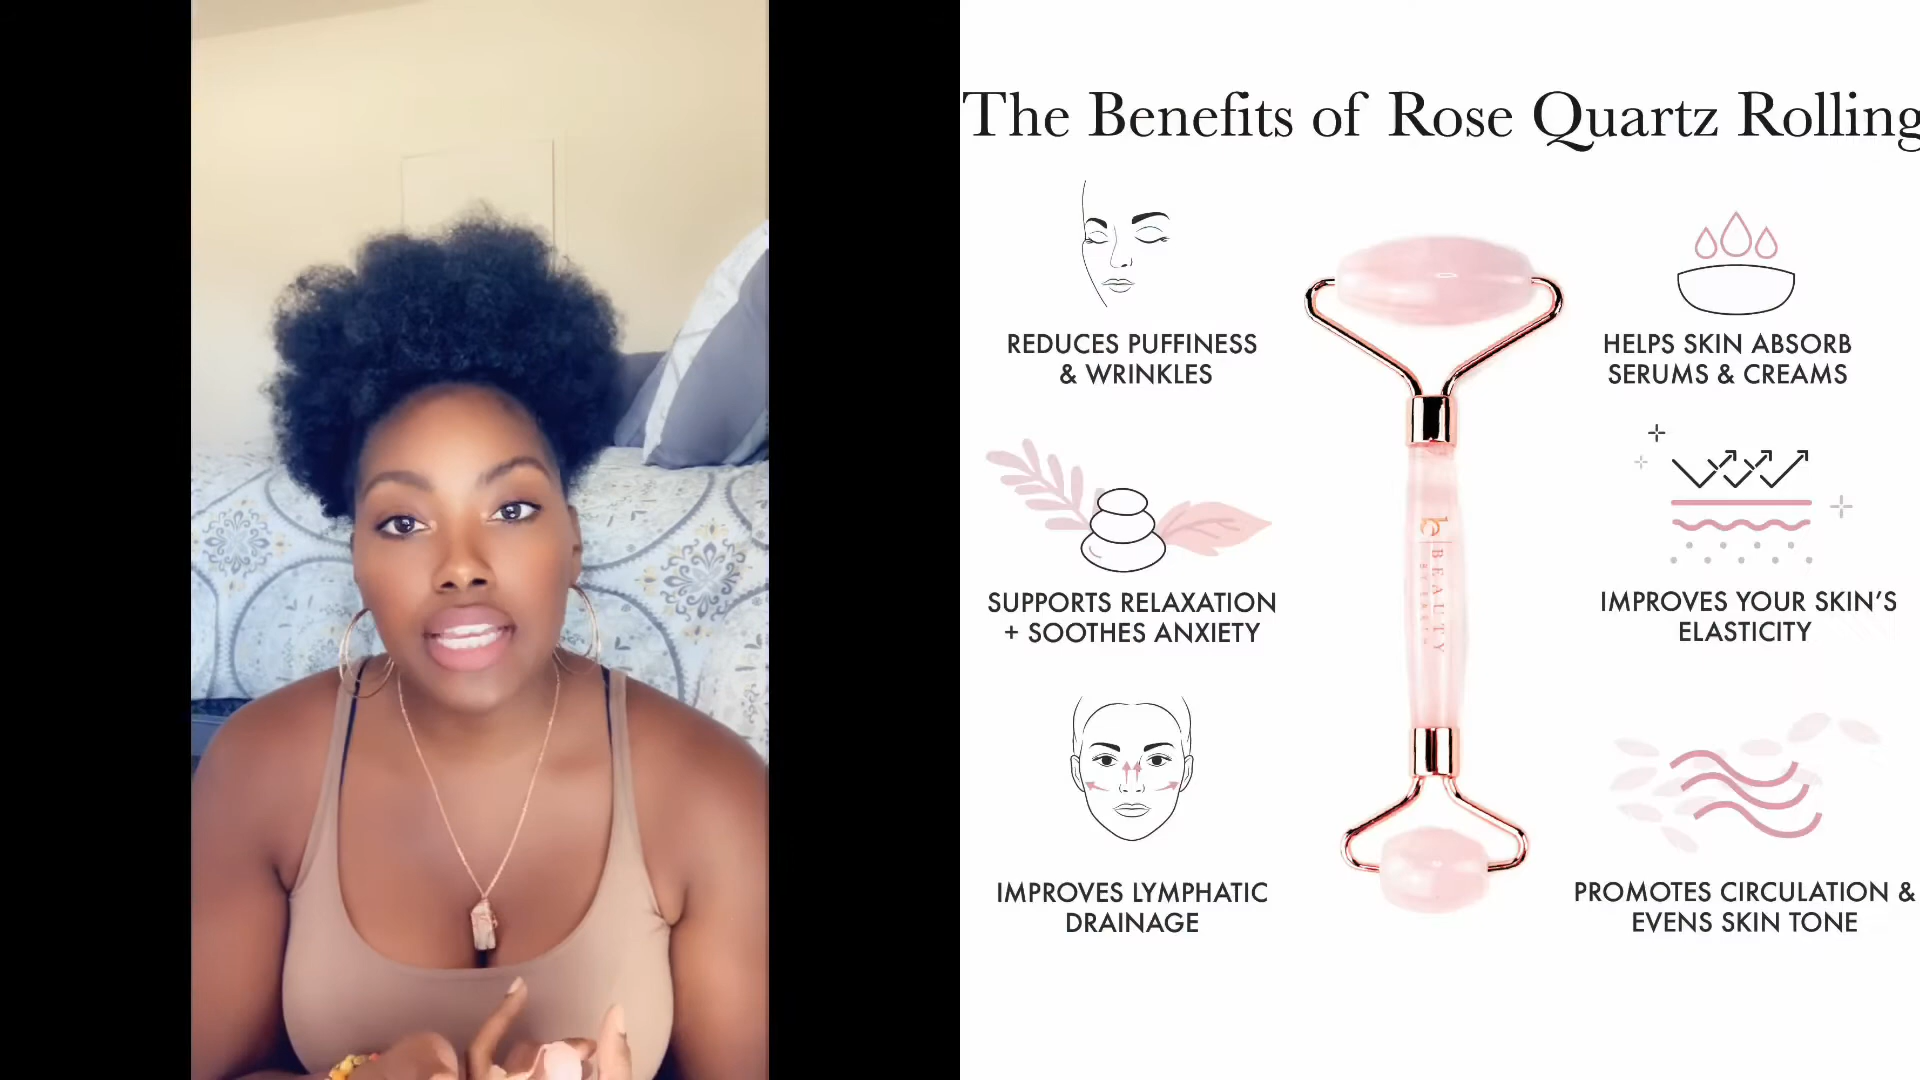 The Benefits of Rose Quartz Rolling
REDUCES PUFFINESS
& WRINKLES
HELPS SKIN ABSORB
SERUMS & CREAMS
SUPPORTS RELAXATION
+ SOOTHES ANXIETY
IMPROVES YOUR SKIN'S
ELASTICITY
IMPROVES LYMPHATIC
DRAINAGE
PROMOTES CIRCULATION &
EVENS SKIN TONE
BEAUTY